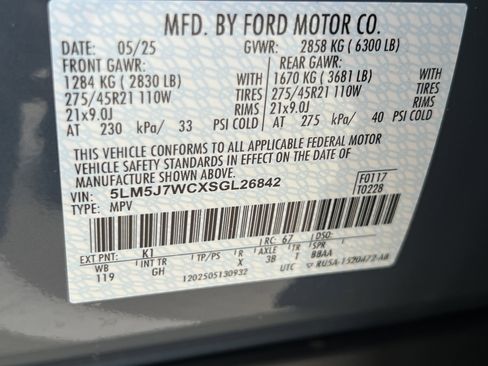 MFD. BY FORD MOTOR CO.
DATE: 05/25 GVWR: 2858 KG ( 6300 LB)
FRONT GAWR: REAR GAWR:
1284 KG ( 2830 LB) 1670 KG ( 3681 LB)
275/45R21 110W TIRES 275/45R21 110W
21x9.0J RIMS 21x9.0J
AT 230 kPa/ 33 PSI COLD AT 275 kPa/ 40 PSI COLD
THIS VEHICLE CONFORMS TO ALL APPLICABLE FEDERAL MOTOR
VEHICLE SAFETY STANDARDS IN EFFECT ON THE DATE OF
MANUFACTURE SHOWN ABOVE.
VIN: 5LM5J7WCXSGL26842 F0117
TYPE: MPV T0228
EXT PNT: K1 RC: 67 DSO:
WB INT TR TP/PS R AXLE TR SPR
119 GH X 3B 1 BBAA
1202505130932 UTC RU5A-1520472-AB